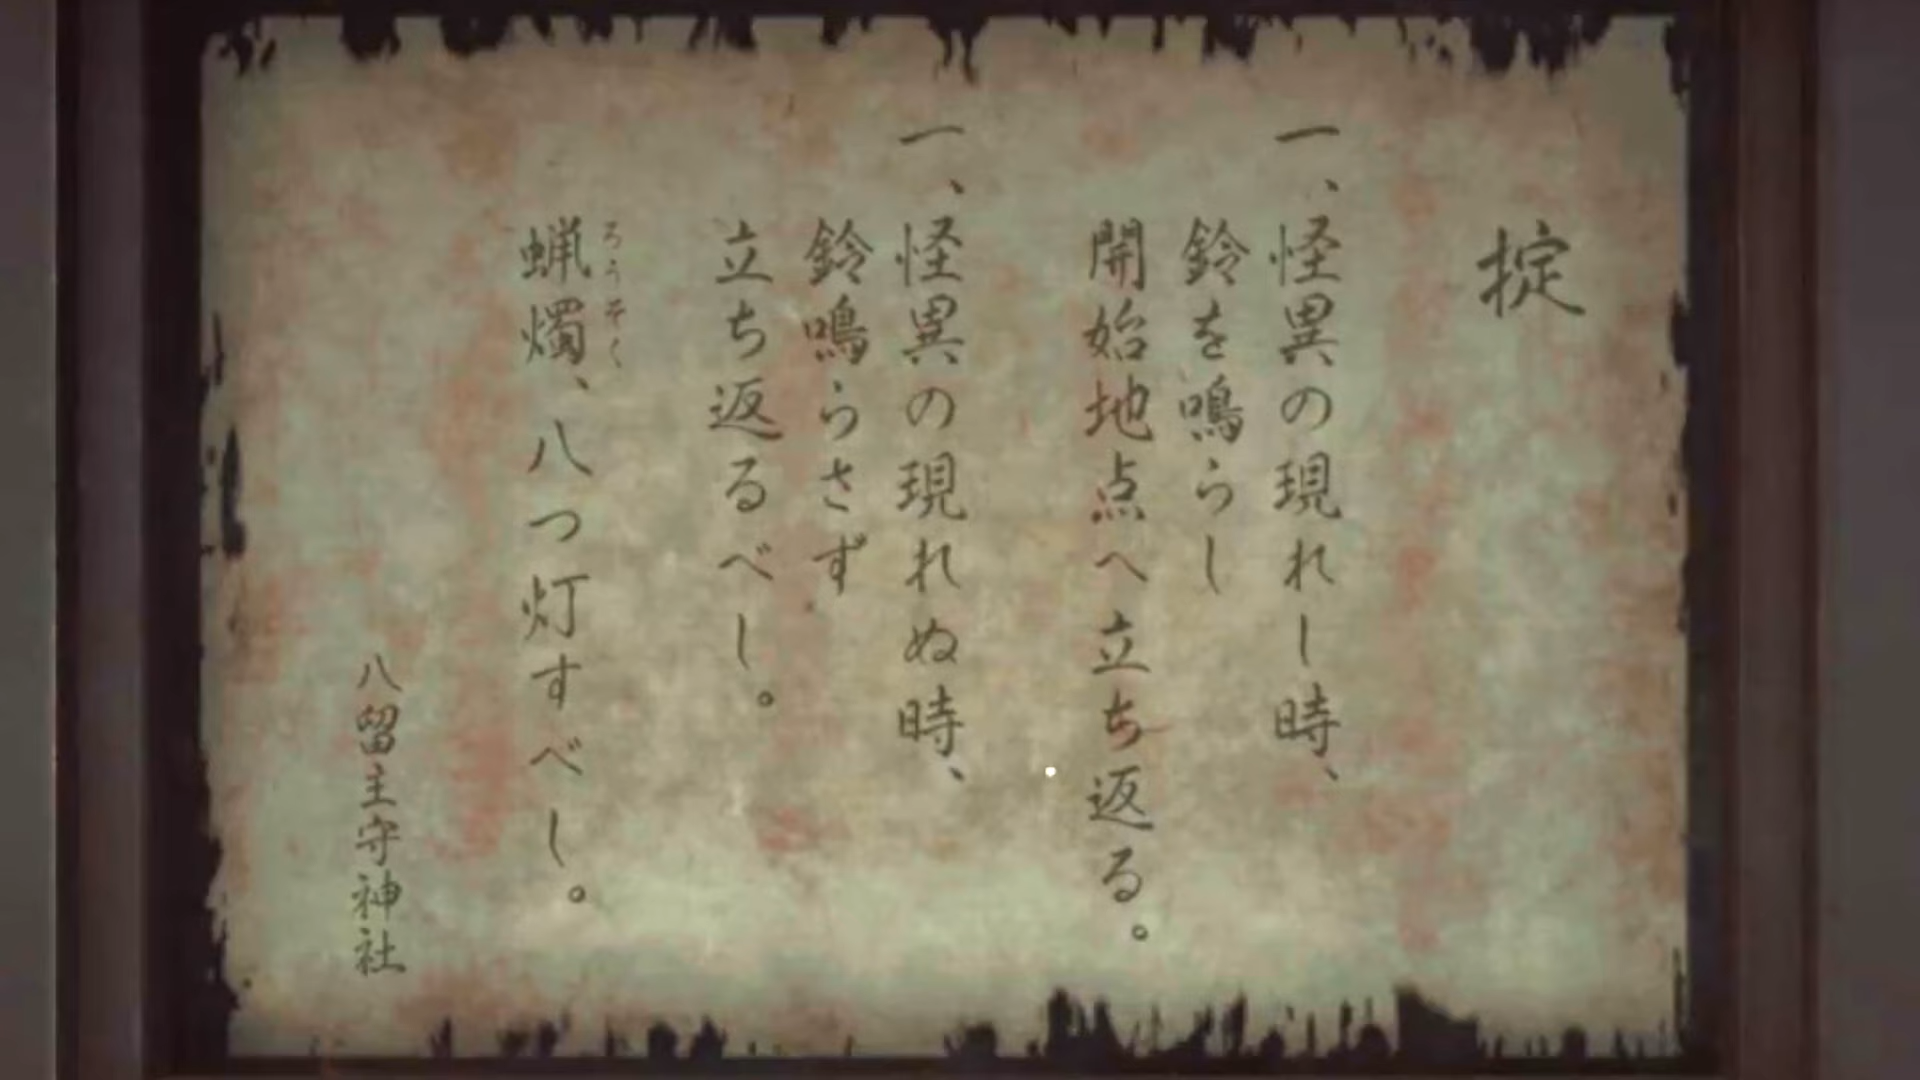 掟
一、怪異の現れし時、
鈴を鳴らし
開始地点へ立ち返る。
一、怪異の現れぬ時、
鈴鳴らさず
立ち返るべし。
ろうそく
蝋燭、八つ灯すべし。
八留主守神社